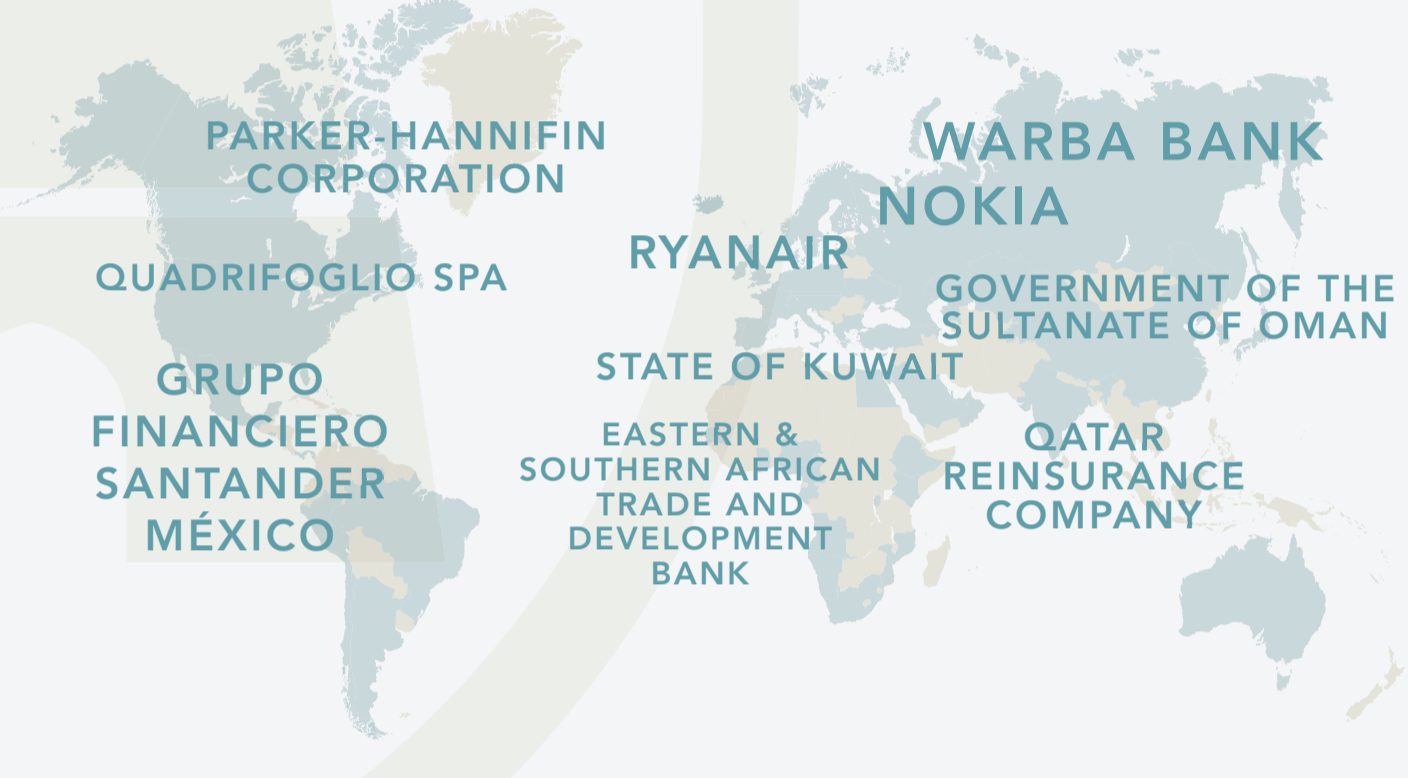 PARKER-HANNIFIN
CORPORATION
QUADRIFOGLIO SPA
GRUPO
FINANCIERO
SANTANDER
MÉXICO
RYANAIR
STATE OF KUWAIT
EASTERN &
SOUTHERN AFRICAN
TRADE AND
DEVELOPMENT
BANK
WARBA BANK
NOKIA
GOVERNMENT OF THE
SULTANATE OF OMAN
QATAR
REINSURANCE
COMPANY